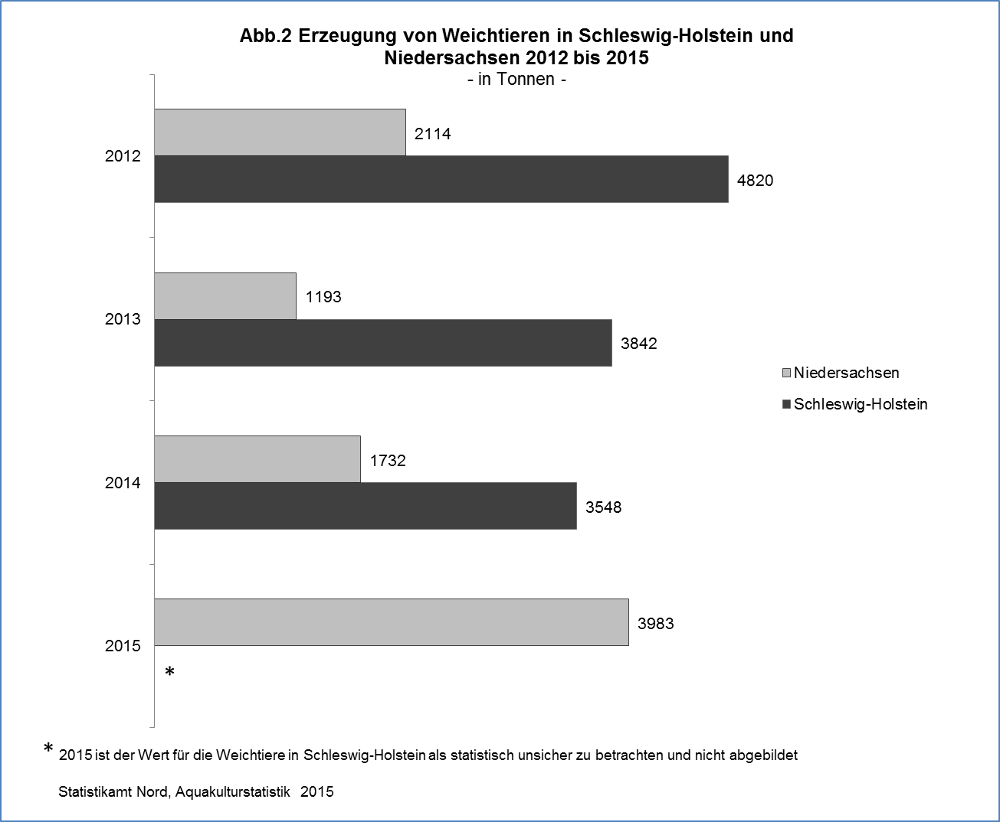 Abb.2 Erzeugung von Weichtieren in Schleswig-Holstein und
Niedersachsen 2012 bis 2015
- in Tonnen -
2114
2012
4820
1193
2013
3842
Niedersachsen
Schleswig-Holstein
1732
2014
3548
3983
2015
*
* 2015 ist der Wert für die Weichtiere in Schleswig-Holstein als statistisch unsicher zu betrachten und nicht abgebildet
Statistikamt Nord, Aquakulturstatistik 2015